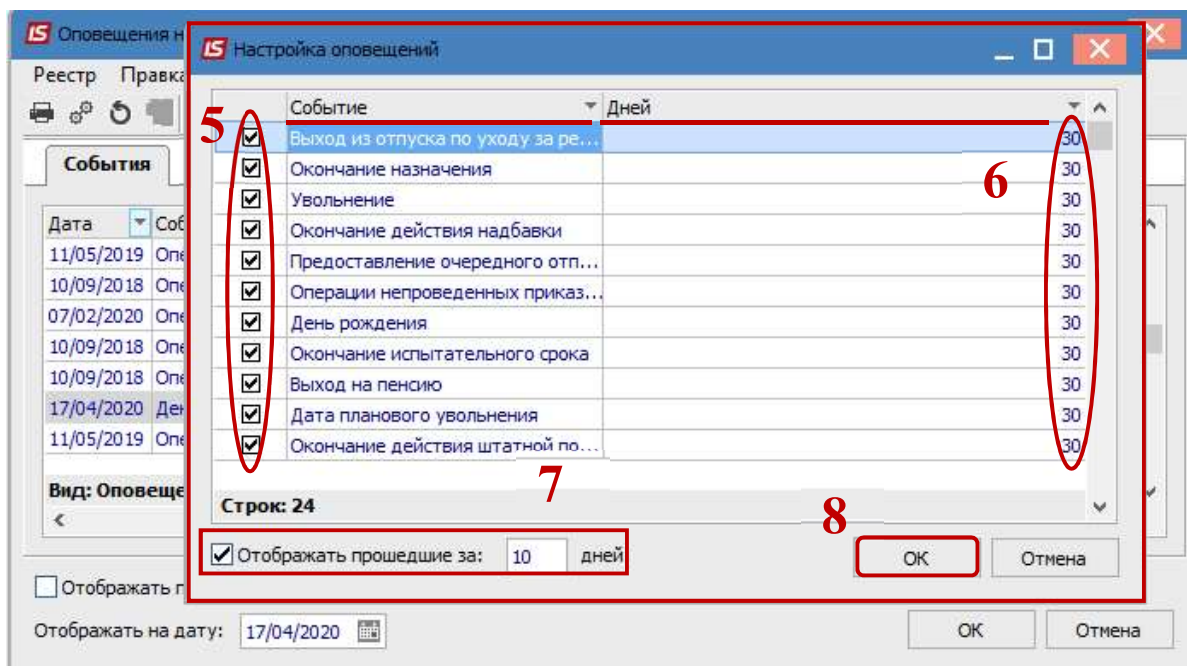 Оповещения н
Настройка оповещений
Реестр Правка
Событие Дней
5
Выход из отпуска по уходу за ре... 30
События
Окончание назначения 30
6
Увольнение 30
Дата Соб
Окончание действия надбавки 30
11/05/2019 Опе
Предоставление очередного отп... 30
10/09/2018 Опе
Операции непроведенных приказ... 30
07/02/2020 Опе
День рождения 30
10/09/2018 Опе
Окончание испытательного срока 30
10/09/2018 Опе
Выход на пенсию 30
17/04/2020 Ден
Дата планового увольнения 30
11/05/2019 Опе
Окончание действия штатной по... 30
7
Вид: Оповеще
Строк: 24
8
Отображать прошедшие за: 10 дней
ОК Отмена
Отображать п
Отображать на дату: 17/04/2020
ОК Отмена